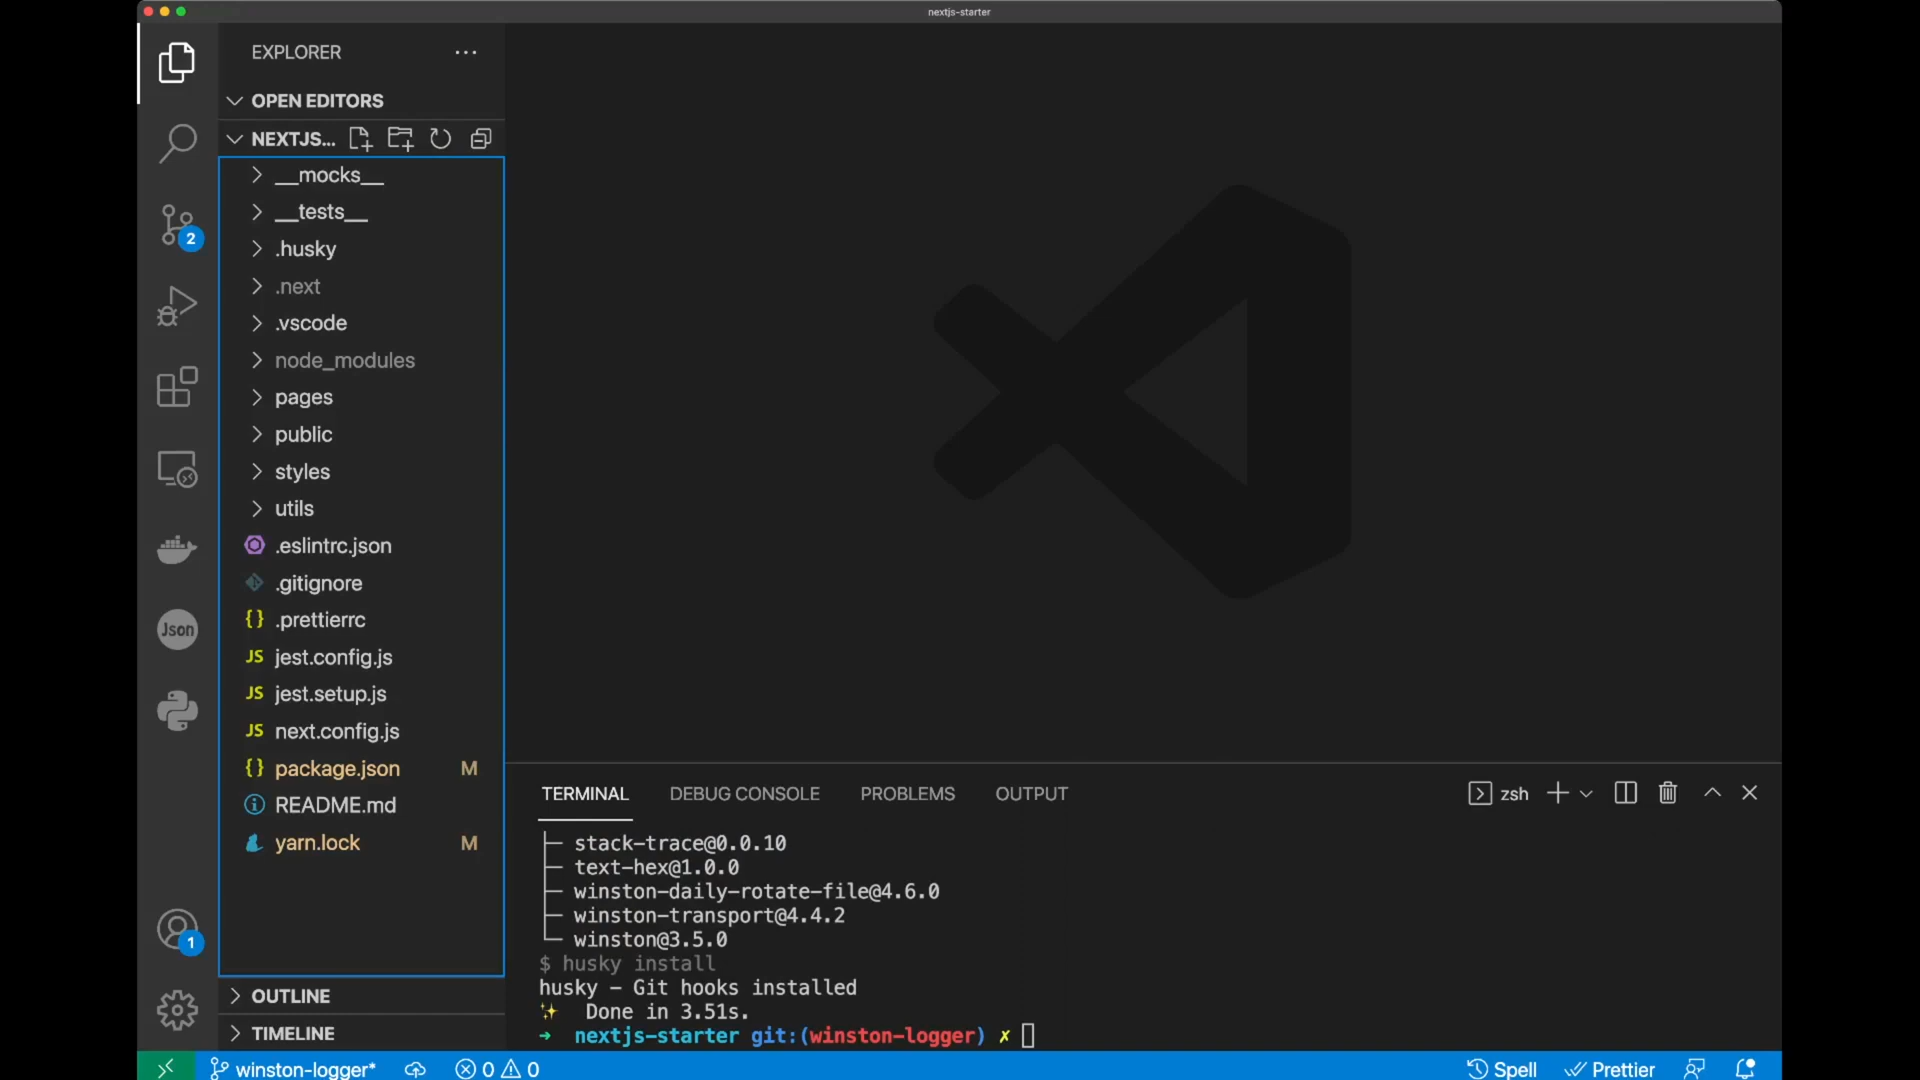 nextjs-starter
EXPLORER
OPEN EDITORS
NEXTJS...
__mocks__
__tests__
.husky
.next
.vscode
node_modules
pages
public
styles
utils
.eslintrc.json
.gitignore
{} .prettierrc
JS jest.config.js
JS jest.setup.js
JS next.config.js
{} package.json M
README.md
yarn.lock M
OUTLINE
TIMELINE
2
Json
1
TERMINAL DEBUG CONSOLE PROBLEMS OUTPUT zsh
├─ stack-trace@0.0.10
├─ text-hex@1.0.0
├─ winston-daily-rotate-file@4.6.0
├─ winston-transport@4.4.2
└─ winston@3.5.0
$ husky install
husky - Git hooks installed
✨ Done in 3.51s.
➜ nextjs-starter git:(winston-logger) ✗
winston-logger* 0 0 Spell Prettier